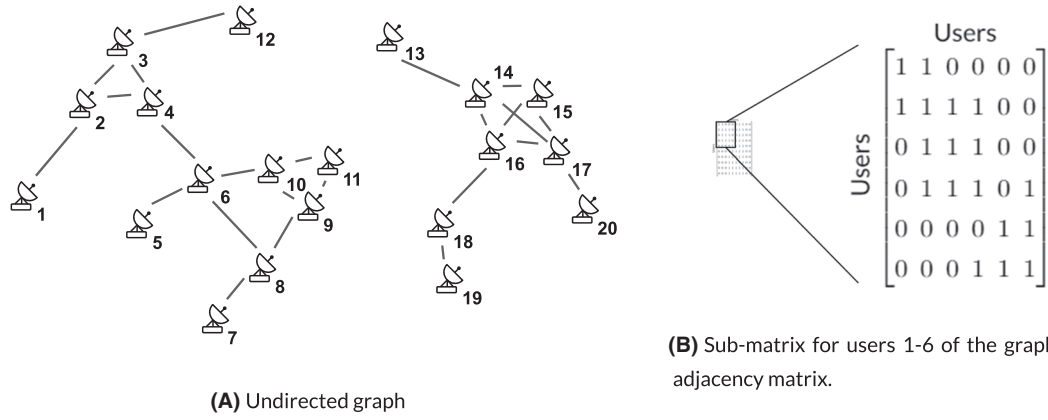 12
3
13
14
15
2
4
16
17
10
11
6
1
9
5
20
18
8
19
7
(A) Undirected graph
Users
Users
1 1 0 0 0 0
1 1 1 1 0 0
0 1 1 1 0 0
0 1 1 1 0 1
0 0 0 0 1 1
0 0 0 1 1 1
(B) Sub-matrix for users 1-6 of the grap
adjacency matrix.